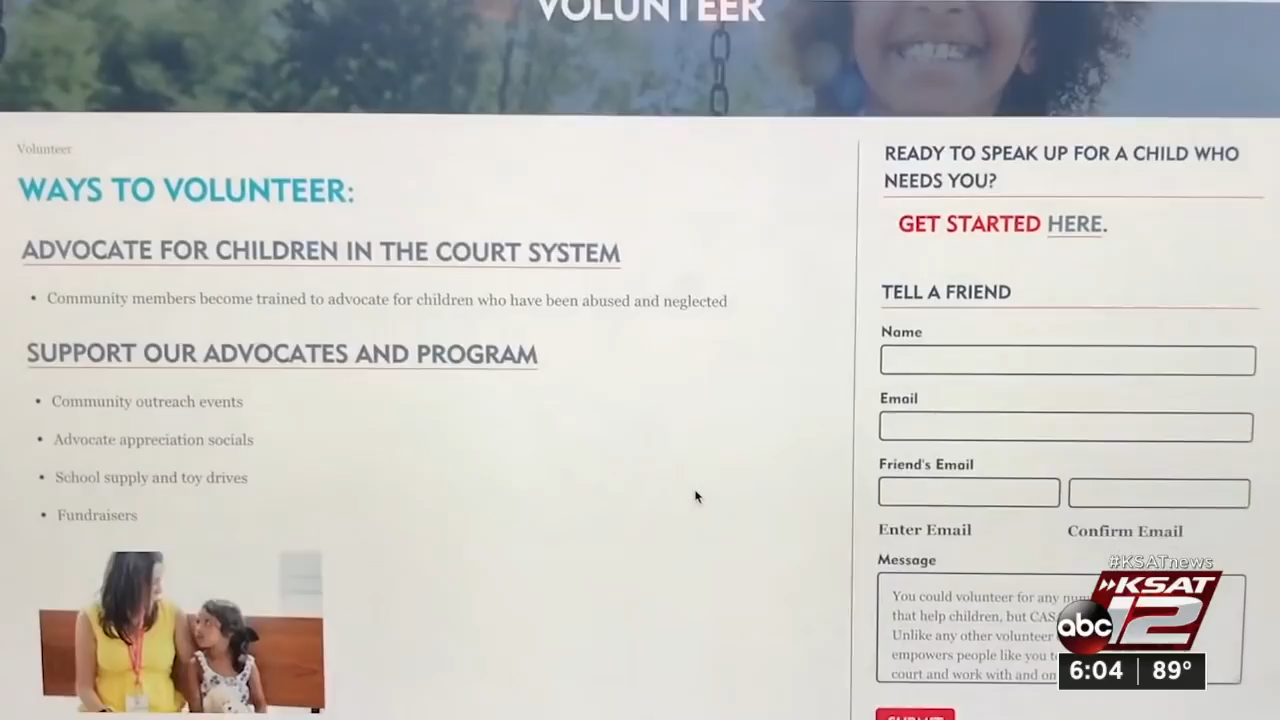 VOLUNTEER
Volunteer
WAYS TO VOLUNTEER:
ADVOCATE FOR CHILDREN IN THE COURT SYSTEM
• Community members become trained to advocate for children who have been abused and neglected
SUPPORT OUR ADVOCATES AND PROGRAM
• Community outreach events
• Advocate appreciation socials
• School supply and toy drives
• Fundraisers
READY TO SPEAK UP FOR A CHILD WHO
NEEDS YOU?
GET STARTED HERE.
TELL A FRIEND
Name
Email
Friend's Email
Enter Email
Confirm Email
Message
You could volunteer for any
that help children, but CAS
Unlike any other volunteer
empowers people like you
court and work with and
SUBMIT
#KSATnews
KSAT
abc 12
6:04 89°